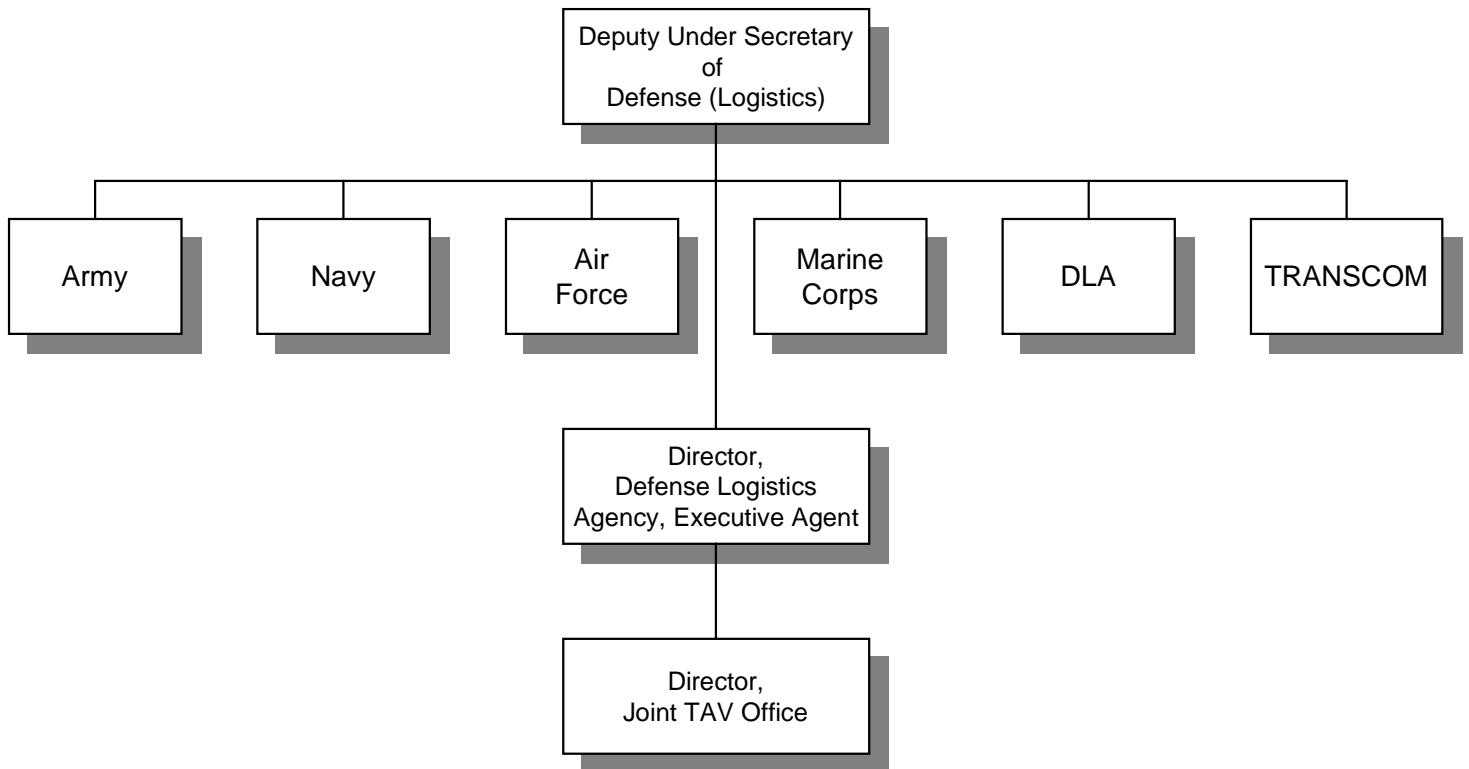 Deputy Under Secretary
of
Defense (Logistics)
Army
Navy
Air
Force
Marine
Corps
DLA
TRANSCOM
Director,
Defense Logistics
Agency, Executive Agent
Director,
Joint TAV Office